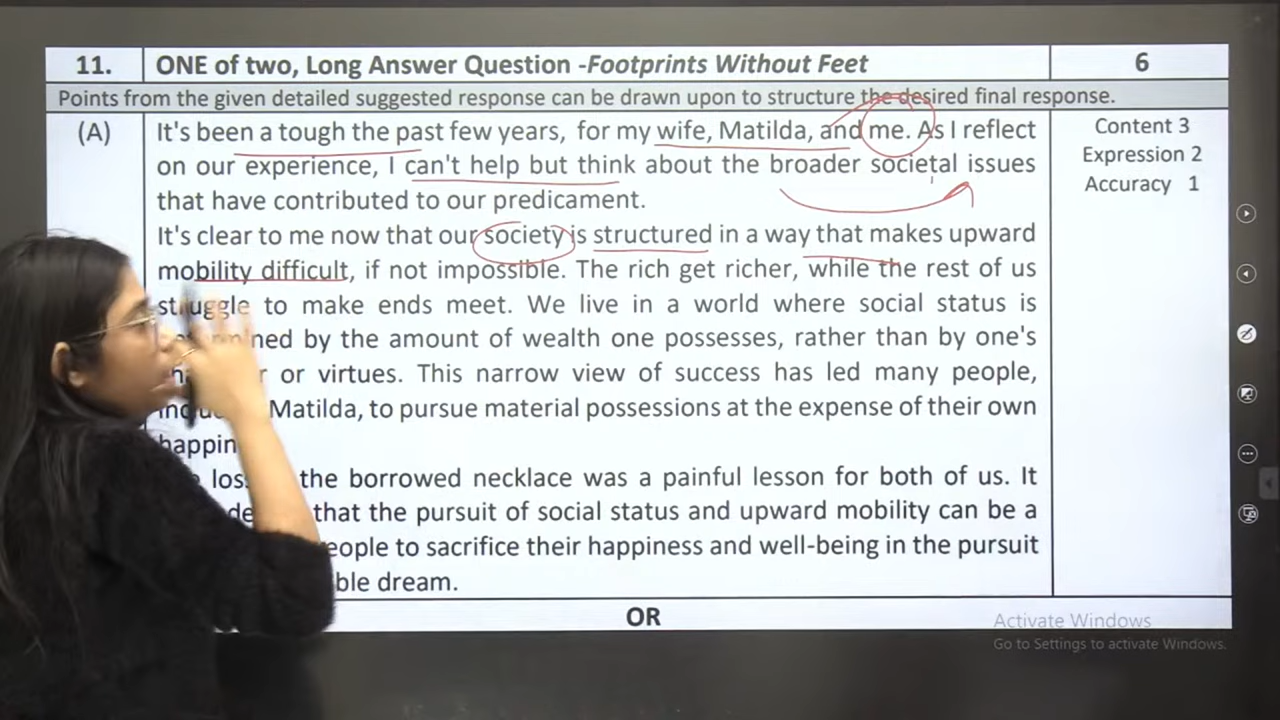 11. ONE of two, Long Answer Question -Footprints Without Feet 6
Points from the given detailed suggested response can be drawn upon to structure the desired final response.
(A) It's been a tough the past few years, for my wife, Matilda, and me. As I reflect Content 3
on our experience, I can't help but think about the broader societal issues Expression 2
that have contributed to our predicament. Accuracy 1
It's clear to me now that our society is structured in a way that makes upward
mobility difficult, if not impossible. The rich get richer, while the rest of us
struggle to make ends meet. We live in a world where social status is
by the amount of wealth one possesses, rather than by one's
or virtues. This narrow view of success has led many people,
Matilda, to pursue material possessions at the expense of their own
the borrowed necklace was a painful lesson for both of us. It
that the pursuit of social status and upward mobility can be a
people to sacrifice their happiness and well-being in the pursuit
dream.
OR
Activate Windows
Go to Settings to activate Windows.